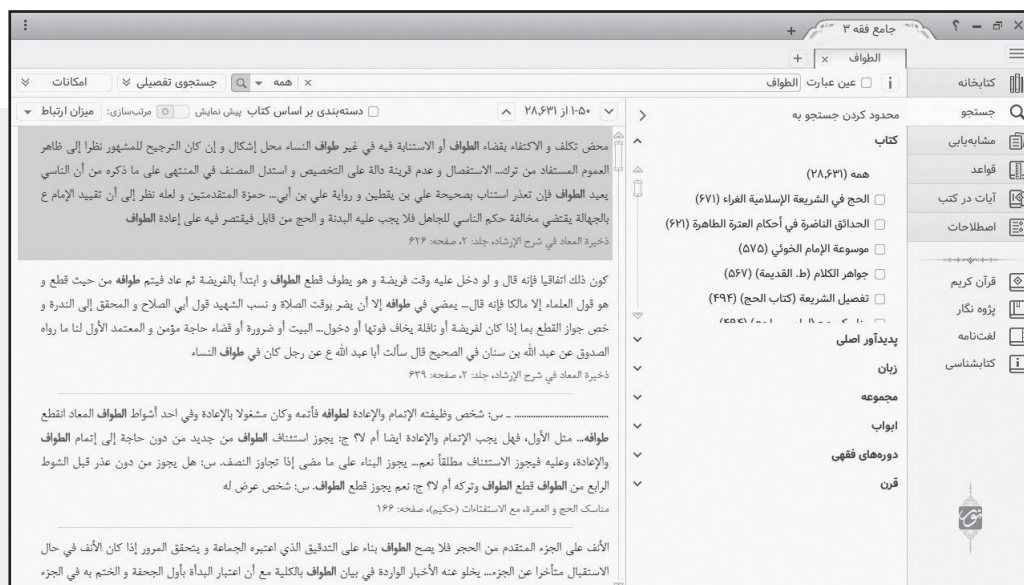 جامع فقه ۳
الطواف
عین عبارت
الطواف
همه
جستجوی تفصیلی
امکانات
کتابخانه
جستجو
مشابه‌یابی
قواعد
آیات در کتب
اصطلاحات
قرآن کریم
پژوه نگار
لغت‌نامه
کتابشناسی
محدود کردن جستجو به
کتاب
همه (۲۸,۶۳۱)
الحج في الشريعة الإسلامية الغراء (۶۷۱)
الحدائق الناضرة في أحكام العترة الطاهرة (۶۲۱)
موسوعة الإمام الخوئي (۵۷۵)
جواهر الكلام (ط. القديمة) (۵۶۷)
تفصيل الشريعة (كتاب الحج) (۴۹۴)
پدیدآور اصلی
زبان
مجموعه
ابواب
دوره‌های فقهی
قرن
۱-۵۰ از ۲۸,۶۳۱
دسته‌بندی بر اساس کتاب
پیش نمایش
مرتب‌سازی: میزان ارتباط
محض تكلف و الاكتفاء بقضاء الطواف أو الاستنابة فيه في غير طواف النساء محل إشكال و إن كان الترجيح للمشهور نظرا إلى ظاهر
العموم المستفاد من ترك... الاستفصال و عدم قرينة دالة على التخصيص و استدل المصنف في المنتهى على ما ذكره من أن الناسي
يعيد الطواف فإن تعذر استناب بصحيحة علي بن يقطين و رواية علي بن أبي... حمزة المتقدمتين و لعله نظر إلى أن تقييد الإمام ع
بالجهالة يقتضي مخالفة حكم الناسي للجاهل فلا يجب عليه البدنة و الحج من قابل فيقتصر فيه على إعادة الطواف
ذخيرة المعاد في شرح الإرشاد، جلد: ۲، صفحه: ۶۲۶
كون ذلك اتفاقيا فإنه قال و لو دخل عليه وقت فريضة و هو يطوف قطع الطواف و ابتدأ بالفريضة ثم عاد فيتم طوافه من حيث قطع و
هو قول العلماء إلا مالكا فإنه قال... يمضي في طوافه إلا أن يضر بوقت الصلاة و نسب الشهيد قول أبي الصلاح و المحقق إلى الندرة و
خص جواز القطع بما إذا كان لفريضة أو نافلة يخاف فوتها أو دخول... البيت أو ضرورة أو قضاء حاجة مؤمن و المعتمد الأول لنا ما رواه
الصدوق عن عبد الله بن سنان في الصحيح قال سألت أبا عبد الله ع عن رجل كان في طواف النساء
ذخيرة المعاد في شرح الإرشاد، جلد: ۲، صفحه: ۶۳۹
ـ س: شخص وظيفته الإتمام والإعادة لطوافه فأتمه وكان مشغولا بالإعادة وفي احد أشواط الطواف المعاد انقطع
طوافه... مثل الأول، فهل يجب الإتمام والإعادة ايضا أم لا؟ ج: يجوز استئناف الطواف من جديد من دون حاجة إلى إتمام الطواف
والإعادة، وعليه فيجوز الاستئناف مطلقاً نعم... يجوز البناء على ما مضى إذا تجاوز النصف. س: هل يجوز من دون عذر قبل الشوط
الرابع من الطواف قطع الطواف وتركه أم لا؟ ج: نعم يجوز قطع الطواف. س: شخص عرض له
مناسك الحج و العمرة، مع الاستفتاءات (حكيم)، صفحه: ۱۶۶
الأنف على الجزء المتقدم من الحجر فلا يصح الطواف بناء على التدقيق الذي اعتبره الجماعة و يتحقق المرور إذا كان الأنف في حال
الاستقبال متأخرا عن الجزء... يخلو عنه الأخبار الواردة في بيان الطواف بالكلية مع أن اعتبار البدأة بأول الجحفة و الختم به في الجزء